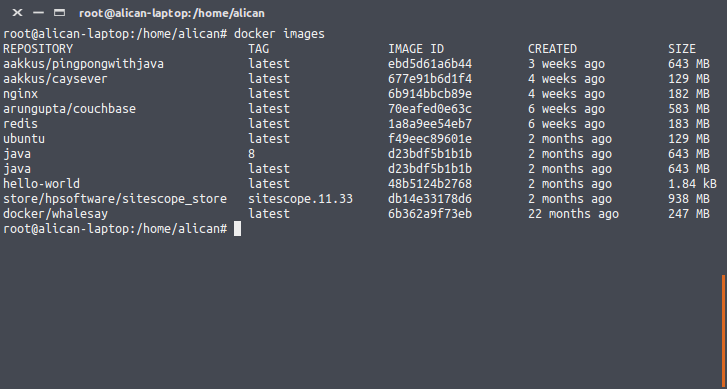 root@alican-laptop:/home/alican
root@alican-laptop:/home/alican# docker images
REPOSITORY TAG IMAGE ID CREATED SIZE
aakkus/pingpongwithjava latest ebd5d61a6b44 3 weeks ago 643 MB
aakkus/caysever latest 677e91b6d1f4 4 weeks ago 129 MB
nginx latest 6b914bbcb89e 4 weeks ago 182 MB
arungupta/couchbase latest 70eafed0e63c 6 weeks ago 583 MB
redis latest 1a8a9ee54eb7 6 weeks ago 183 MB
ubuntu latest f49eec89601e 2 months ago 129 MB
java 8 d23bdf5b1b1b 2 months ago 643 MB
java latest d23bdf5b1b1b 2 months ago 643 MB
hello-world latest 48b5124b2768 2 months ago 1.84 kB
store/hpsoftware/sitescope_store sitescope.11.33 db14e33178d6 2 months ago 938 MB
docker/whalesay latest 6b362a9f73eb 22 months ago 247 MB
root@alican-laptop:/home/alican#